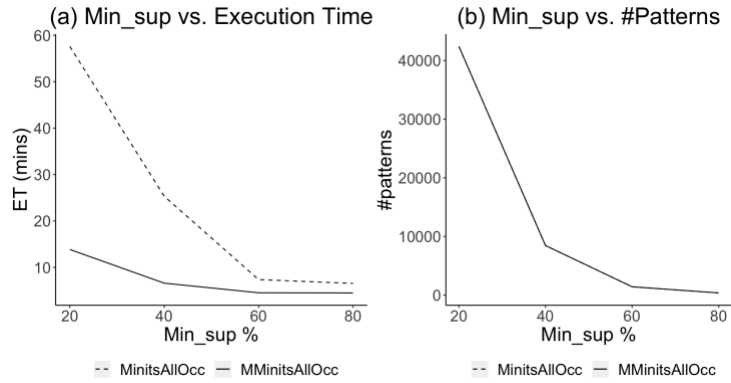 (a) Min_sup vs. Execution Time
60
50
40
30
20
10
ET (mins)
20 40 60 80
Min_sup %
MinitsAllOcc MMinitsAllOcc
(b) Min_sup vs. #Patterns
40000
30000
20000
10000
0
#patterns
20 40 60 80
Min_sup %
MinitsAllOcc MMinitsAllOcc